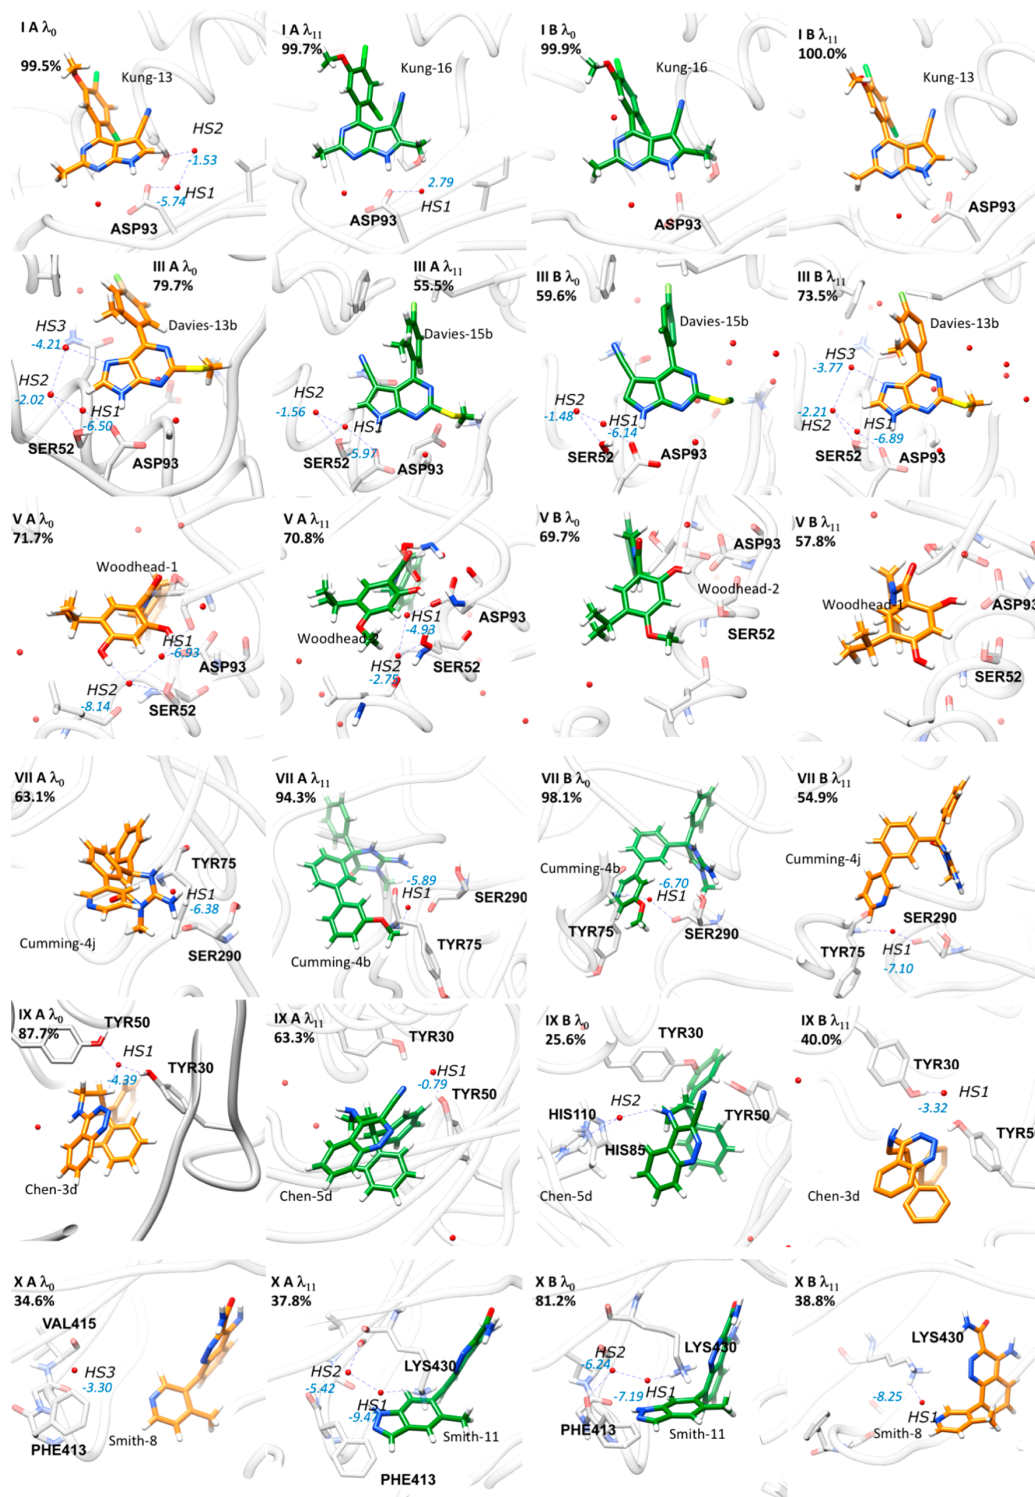 I A λ0
99.5%
Kung-13
HS2
-1.53
HS1
-5.74
ASP93
I A λ11
99.7%
Kung-16
2.79
HS1
ASP93
I B λ0
99.9%
Kung-16
ASP93
I B λ11
100.0%
Kung-13
ASP93
III A λ0
79.7%
Davies-13b
HS3
-4.21
HS2
-2.02
HS1
-6.50
SER52
ASP93
III A λ11
55.5%
Davies-15b
HS2
-1.56
HS1
-5.97
SER52
ASP93
III B λ0
59.6%
Davies-15b
HS2
-1.48
HS1
-6.14
SER52
ASP93
III B λ11
73.5%
Davies-13b
HS3
-3.77
-2.21
HS2
HS1
-6.89
SER52
ASP93
V A λ0
71.7%
Woodhead-1
HS1
-6.93
ASP93
HS2
-8.14
SER52
V A λ11
70.8%
ASP93
HS1
-4.93
Woodhead-2
HS2
-2.75
SER52
V B λ0
69.7%
ASP93
Woodhead-2
SER52
V B λ11
57.8%
Woodhead-1
ASP93
SER52
VII A λ0
63.1%
TYR75
HS1
-6.38
Cumming-4j
SER290
VII A λ11
94.3%
-5.89
HS1
SER290
TYR75
Cumming-4b
VII B λ0
98.1%
Cumming-4b
-6.70
HS1
TYR75
SER290
VII B λ11
54.9%
Cumming-4j
SER290
TYR75
HS1
-7.10
IX A λ0
87.7%
TYR50
HS1
-4.39
TYR30
Chen-3d
IX A λ11
63.3%
TYR30
HS1
-0.79
TYR50
Chen-5d
IX B λ0
25.6%
TYR30
HS2
HIS110
TYR50
HIS85
Chen-5d
IX B λ11
40.0%
TYR30
HS1
-3.32
TYR5
Chen-3d
X A λ0
34.6%
VAL415
HS3
-3.30
Smith-8
PHE413
X A λ11
37.8%
HS2
-5.42
LYS430
HS1
-9.47
Smith-11
PHE413
X B λ0
81.2%
HS2
-6.24
LYS430
-7.19
HS1
PHE413
Smith-11
X B λ11
38.8%
LYS430
-8.25
HS1
Smith-8